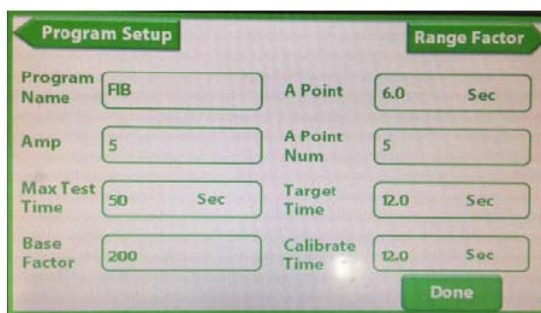 Program Setup
Range Factor
Program Name FIB
A Point 6.0 Sec
Amp 5
A Point Num 5
Max Test Time 50 Sec
Target Time 12.0 Sec
Base Factor 200
Calibrate Time 12.0 Sec
Done